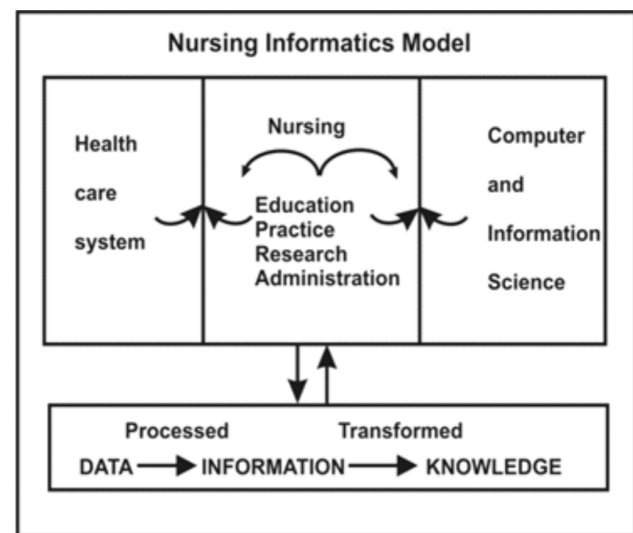 Nursing Informatics Model
Health
care
system
Nursing
Education
Practice
Research
Administration
Computer
and
Information
Science
Processed
Transformed
DATA
INFORMATION
KNOWLEDGE